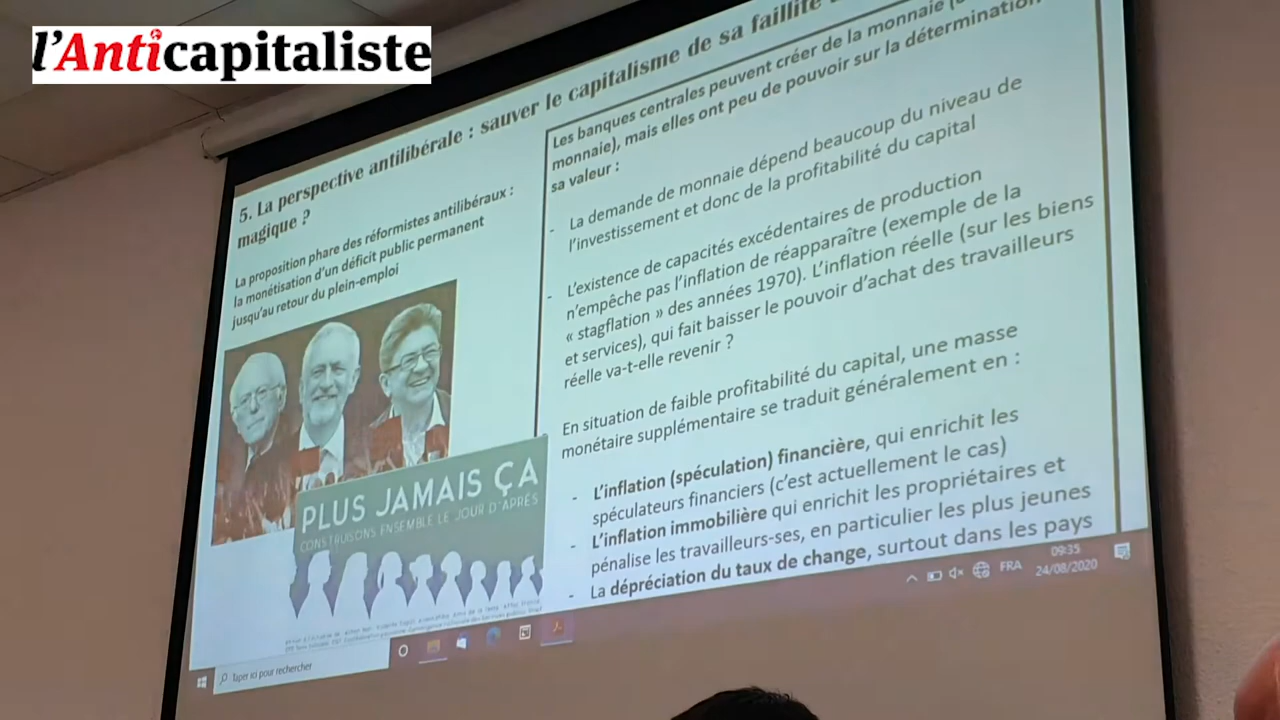 l'Anticapitaliste
5. La perspective antilibérale : sauver le capitalisme de sa faillite
magique ?
La proposition phare des réformistes antilibéraux :
la monétisation d'un déficit public permanent
jusqu'au retour du plein-emploi
PLUS JAMAIS ÇA
CONSTRUISONS ENSEMBLE LE JOUR D'APRÈS
Les banques centrales peuvent créer de la monnaie
monnaie), mais elles ont peu de pouvoir sur la détermination
sa valeur :
- La demande de monnaie dépend beaucoup du niveau de
l'investissement et donc de la profitabilité du capital
- L'existence de capacités excédentaires de production
n'empêche pas l'inflation de réapparaître (exemple de la
« stagflation » des années 1970). L'inflation réelle (sur les biens
et services), qui fait baisser le pouvoir d'achat des travailleurs
réelle va-t-elle revenir ?
En situation de faible profitabilité du capital, une masse
monétaire supplémentaire se traduit généralement en :
- L'inflation (spéculation) financière, qui enrichit les
spéculateurs financiers (c'est actuellement le cas)
- L'inflation immobilière qui enrichit les propriétaires et
pénalise les travailleurs-ses, en particulier les plus jeunes
- La dépréciation du taux de change, surtout dans les pays
Taper ici pour rechercher
FRA
09:35
24/08/2020